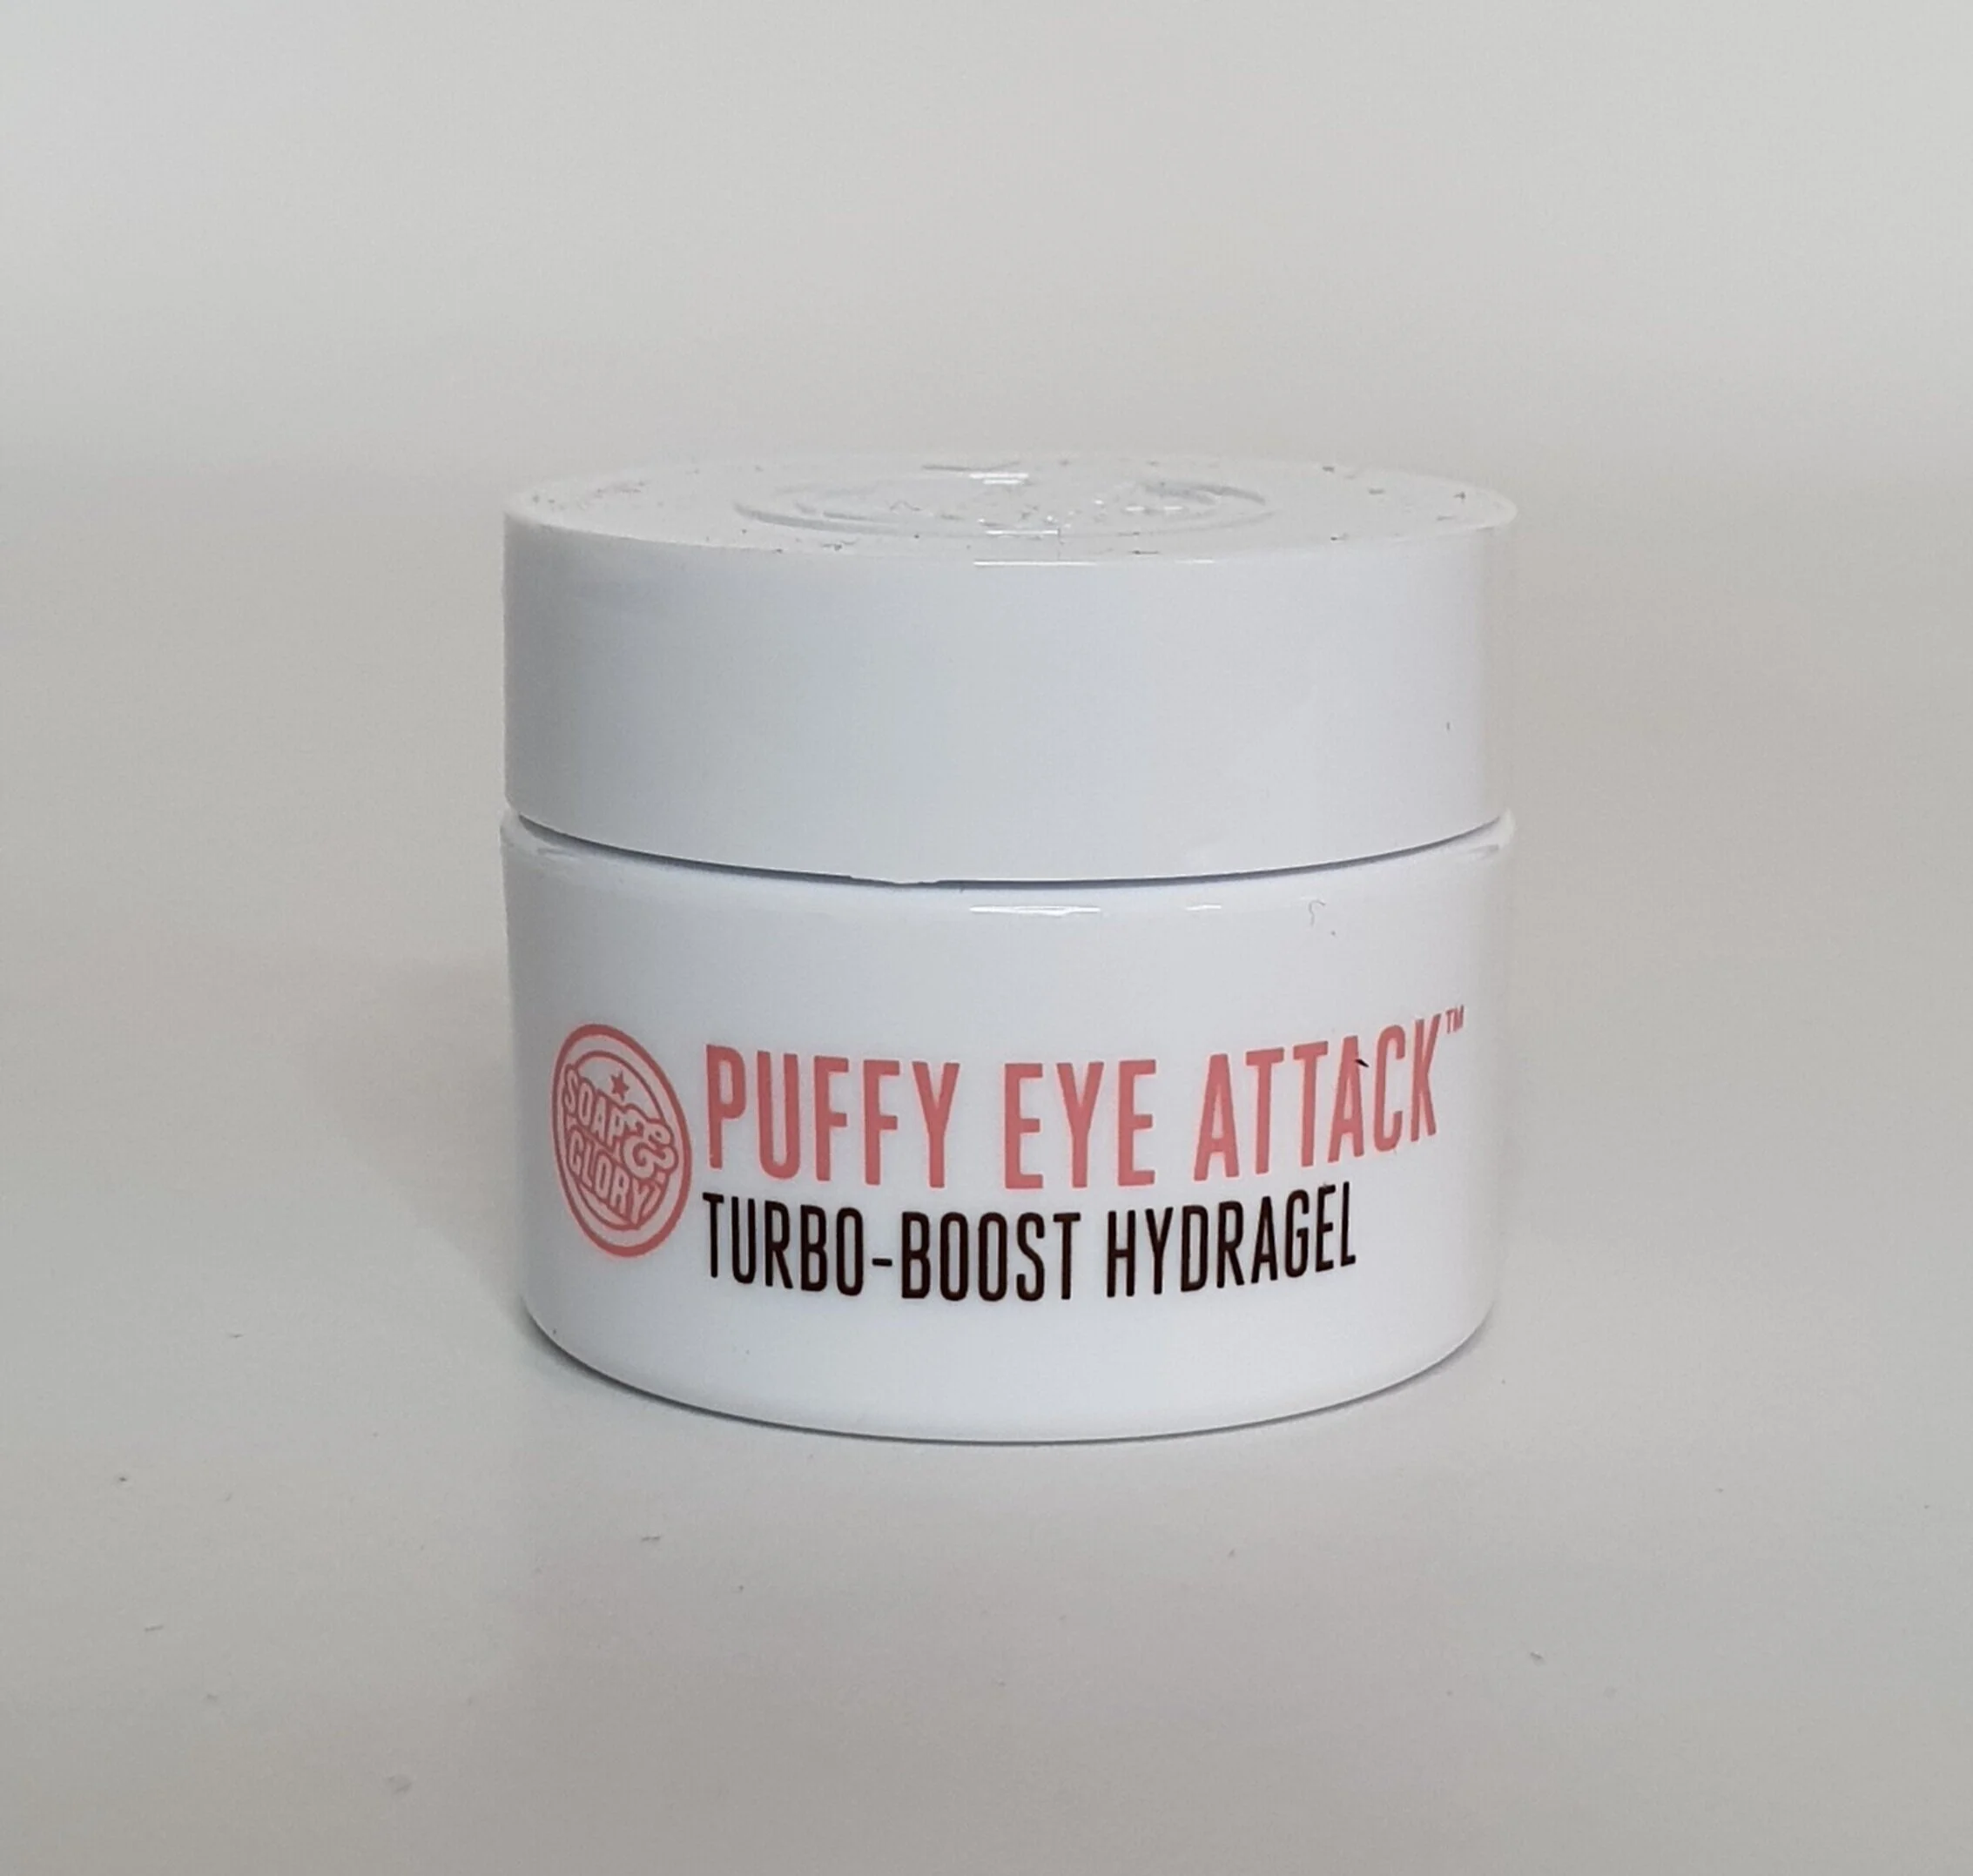 SOAP &
GLORY
PUFFY EYE ATTACK™
TURBO-BOOST HYDRAGEL